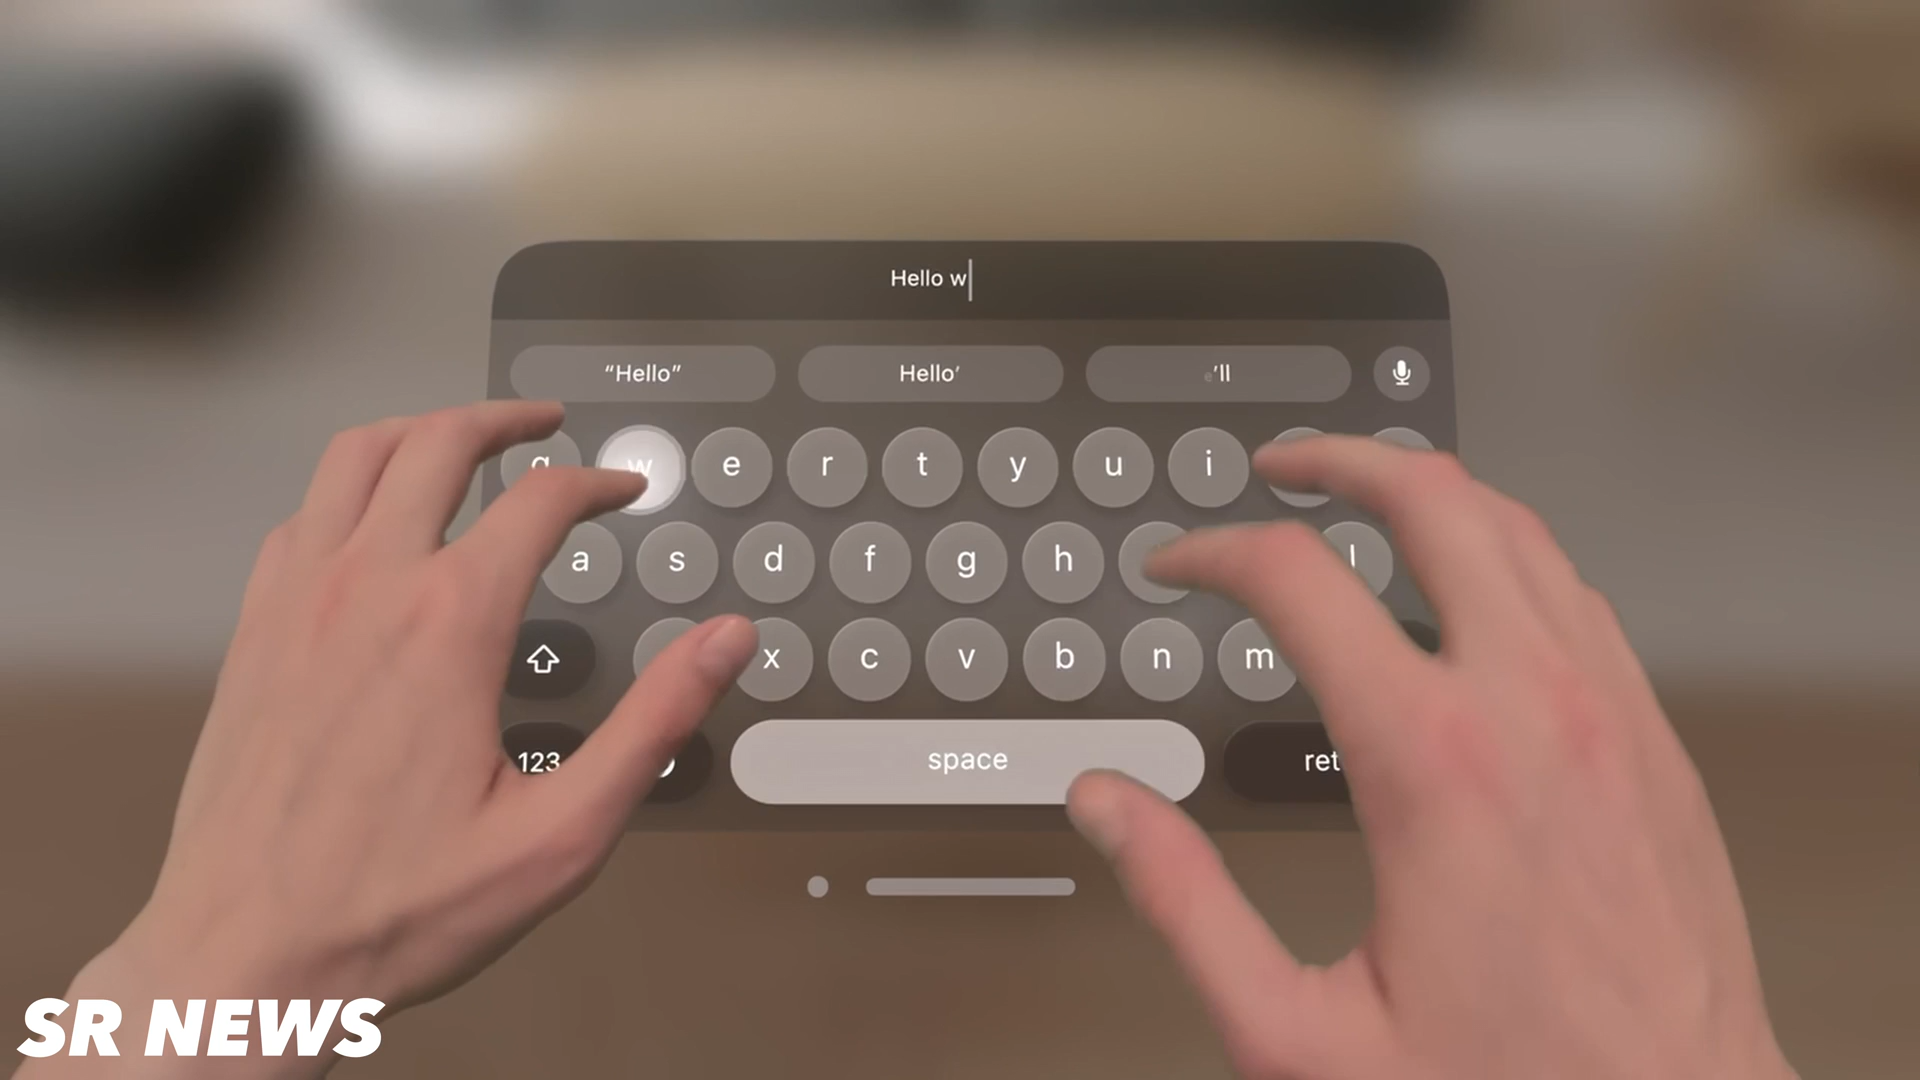 Hello w
“Hello” Hello’ ’ll
q w e r t y u i
a s d f g h l
x c v b n m
123 space ret
SR NEWS